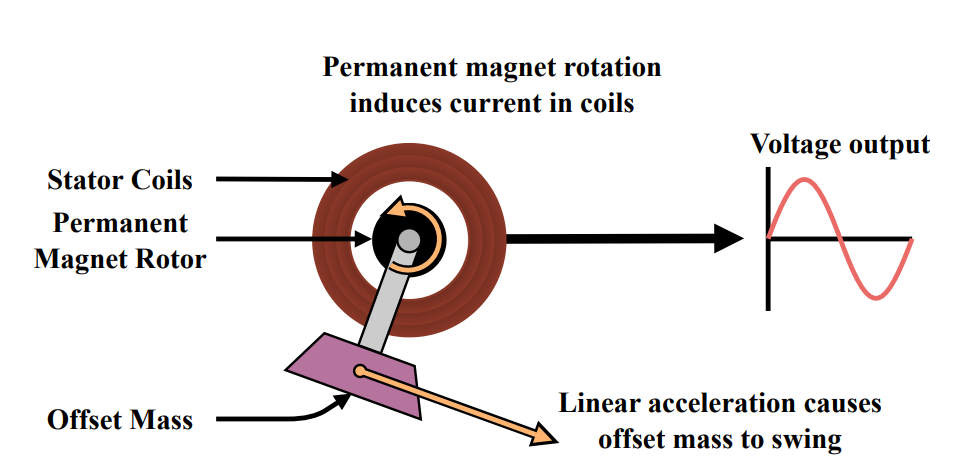 Permanent magnet rotation
induces current in coils
Voltage output
Stator Coils
Permanent
Magnet Rotor
Offset Mass
Linear acceleration causes
offset mass to swing